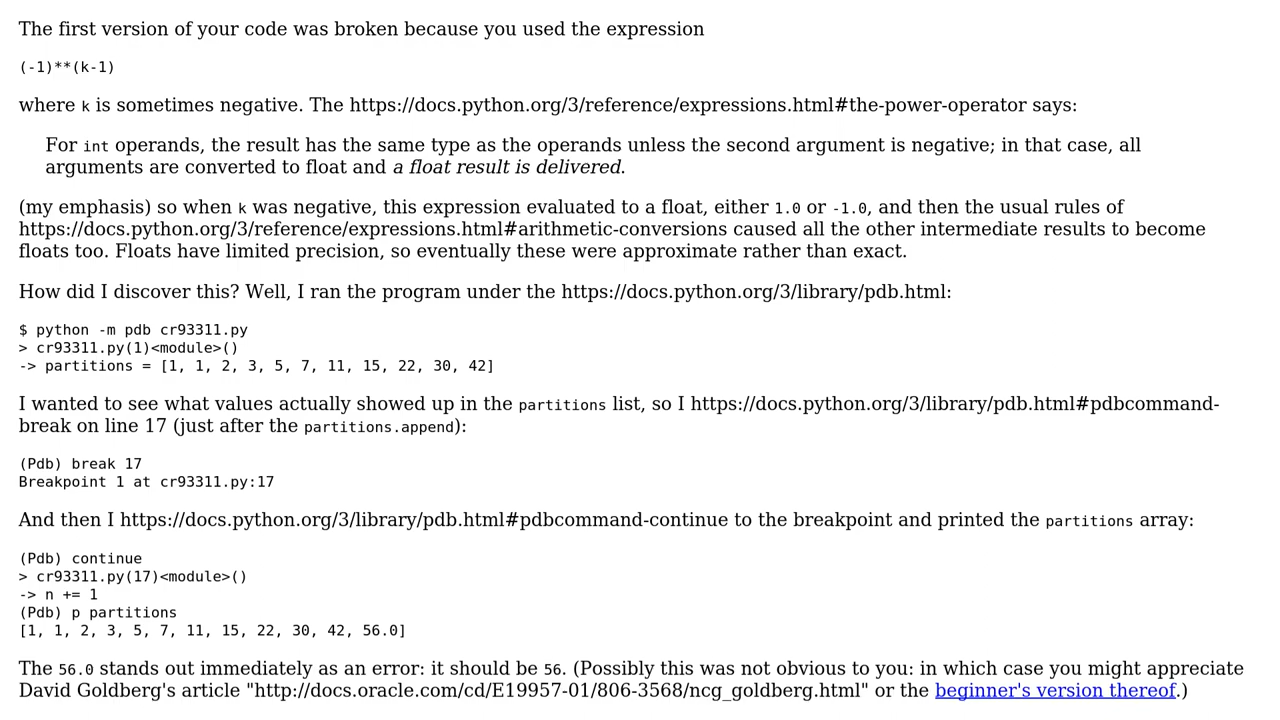 The first version of your code was broken because you used the expression
(-1)**(k-1)
where k is sometimes negative. The https://docs.python.org/3/reference/expressions.html#the-power-operator says:
For int operands, the result has the same type as the operands unless the second argument is negative; in that case, all
arguments are converted to float and a float result is delivered.
(my emphasis) so when k was negative, this expression evaluated to a float, either 1.0 or -1.0, and then the usual rules of
https://docs.python.org/3/reference/expressions.html#arithmetic-conversions caused all the other intermediate results to become
floats too. Floats have limited precision, so eventually these were approximate rather than exact.
How did I discover this? Well, I ran the program under the https://docs.python.org/3/library/pdb.html:
$ python -m pdb cr93311.py
> cr93311.py(1)<module>()
-> partitions = [1, 1, 2, 3, 5, 7, 11, 15, 22, 30, 42]
I wanted to see what values actually showed up in the partitions list, so I https://docs.python.org/3/library/pdb.html#pdbcommand-
break on line 17 (just after the partitions.append):
(Pdb) break 17
Breakpoint 1 at cr93311.py:17
And then I https://docs.python.org/3/library/pdb.html#pdbcommand-continue to the breakpoint and printed the partitions array:
(Pdb) continue
> cr93311.py(17)<module>()
-> n += 1
(Pdb) p partitions
[1, 1, 2, 3, 5, 7, 11, 15, 22, 30, 42, 56.0]
The 56.0 stands out immediately as an error: it should be 56. (Possibly this was not obvious to you: in which case you might appreciate
David Goldberg's article "http://docs.oracle.com/cd/E19957-01/806-3568/ncg_goldberg.html" or the beginner's version thereof.)